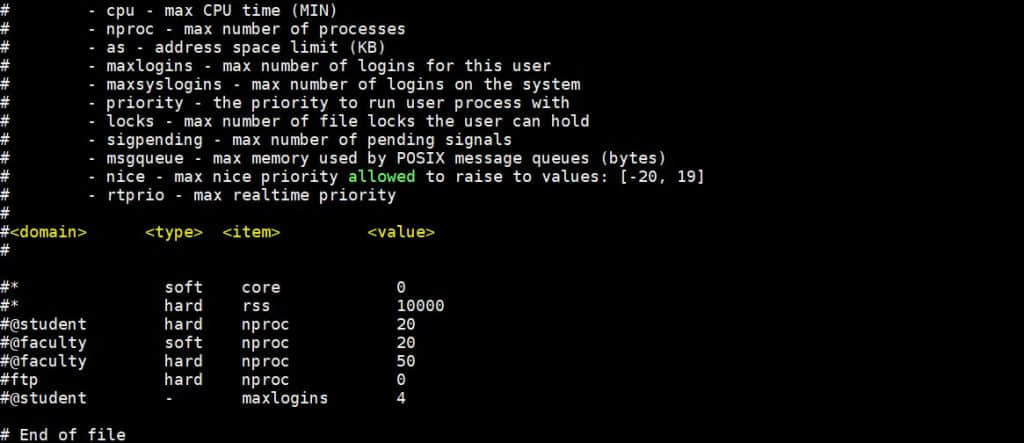 #        - cpu - max CPU time (MIN)
#        - nproc - max number of processes
#        - as - address space limit (KB)
#        - maxlogins - max number of logins for this user
#        - maxsyslogins - max number of logins on the system
#        - priority - the priority to run user process with
#        - locks - max number of file locks the user can hold
#        - sigpending - max number of pending signals
#        - msgqueue - max memory used by POSIX message queues (bytes)
#        - nice - max nice priority allowed to raise to values: [-20, 19]
#        - rtprio - max realtime priority
#
#<domain>      <type>  <item>         <value>
#
#*               soft    core            0
#*               hard    rss             10000
#@student        hard    nproc           20
#@faculty        soft    nproc           20
#@faculty        hard    nproc           50
#ftp             hard    nproc           0
#@student        -       maxlogins       4
# End of file